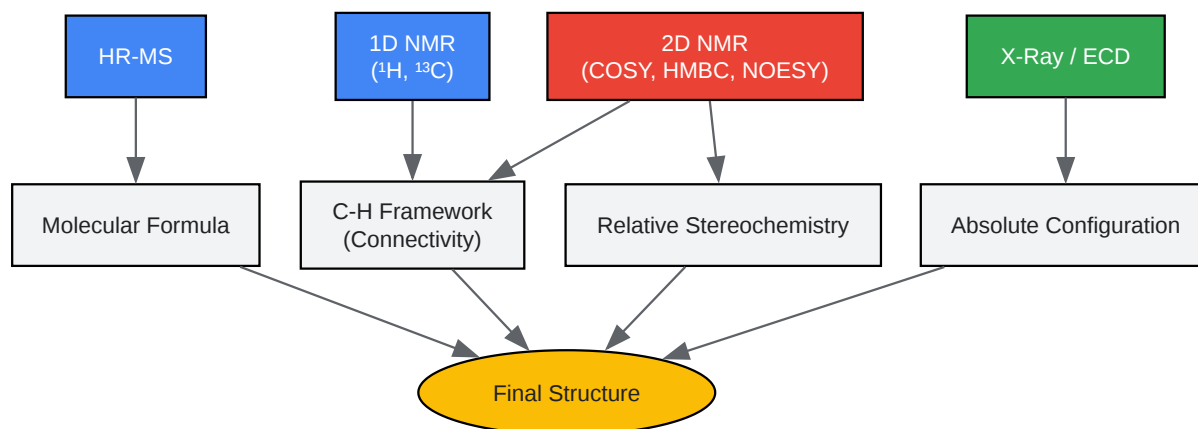 HR-MS
1D NMR
(¹H, ¹³C)
2D NMR
(COSY, HMBC, NOESY)
X-Ray / ECD
Molecular Formula
C-H Framework
(Connectivity)
Relative Stereochemistry
Absolute Configuration
Final Structure